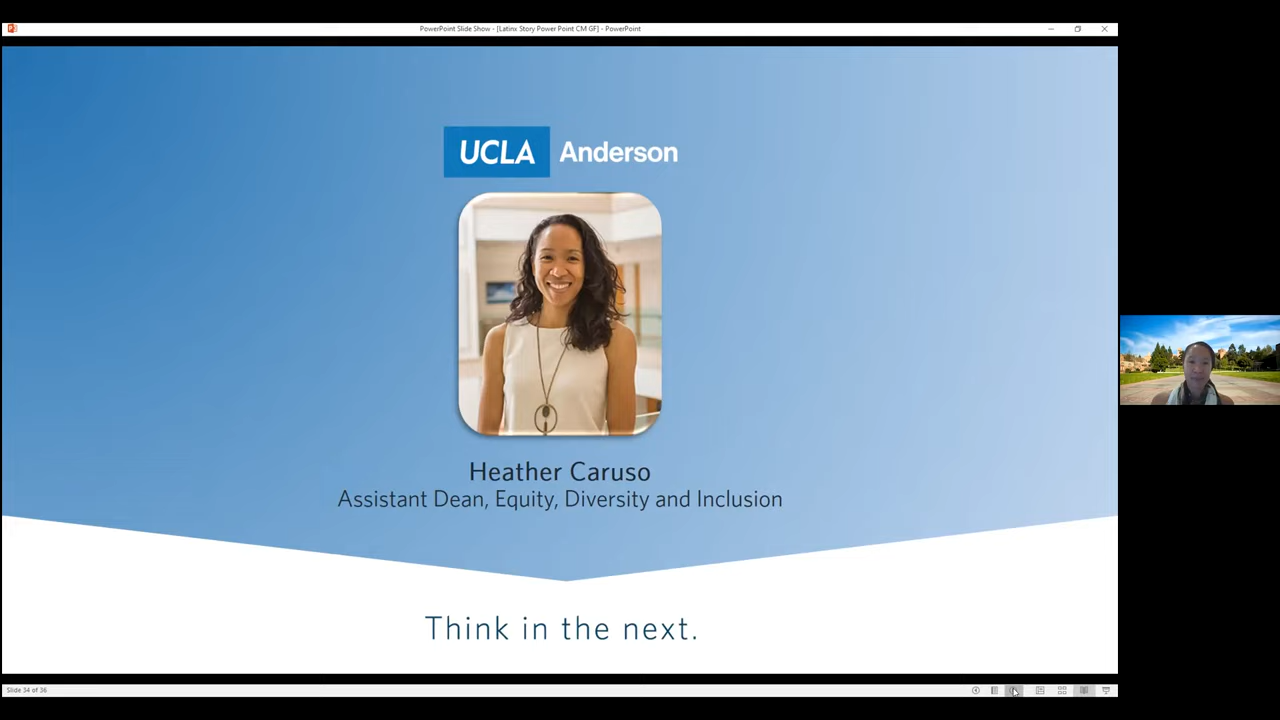 PowerPoint Slide Show - [Latinx Story Power Point CM GF] - PowerPoint
UCLA Anderson
Heather Caruso
Assistant Dean, Equity, Diversity and Inclusion
Think in the next.
Slide 34 of 36